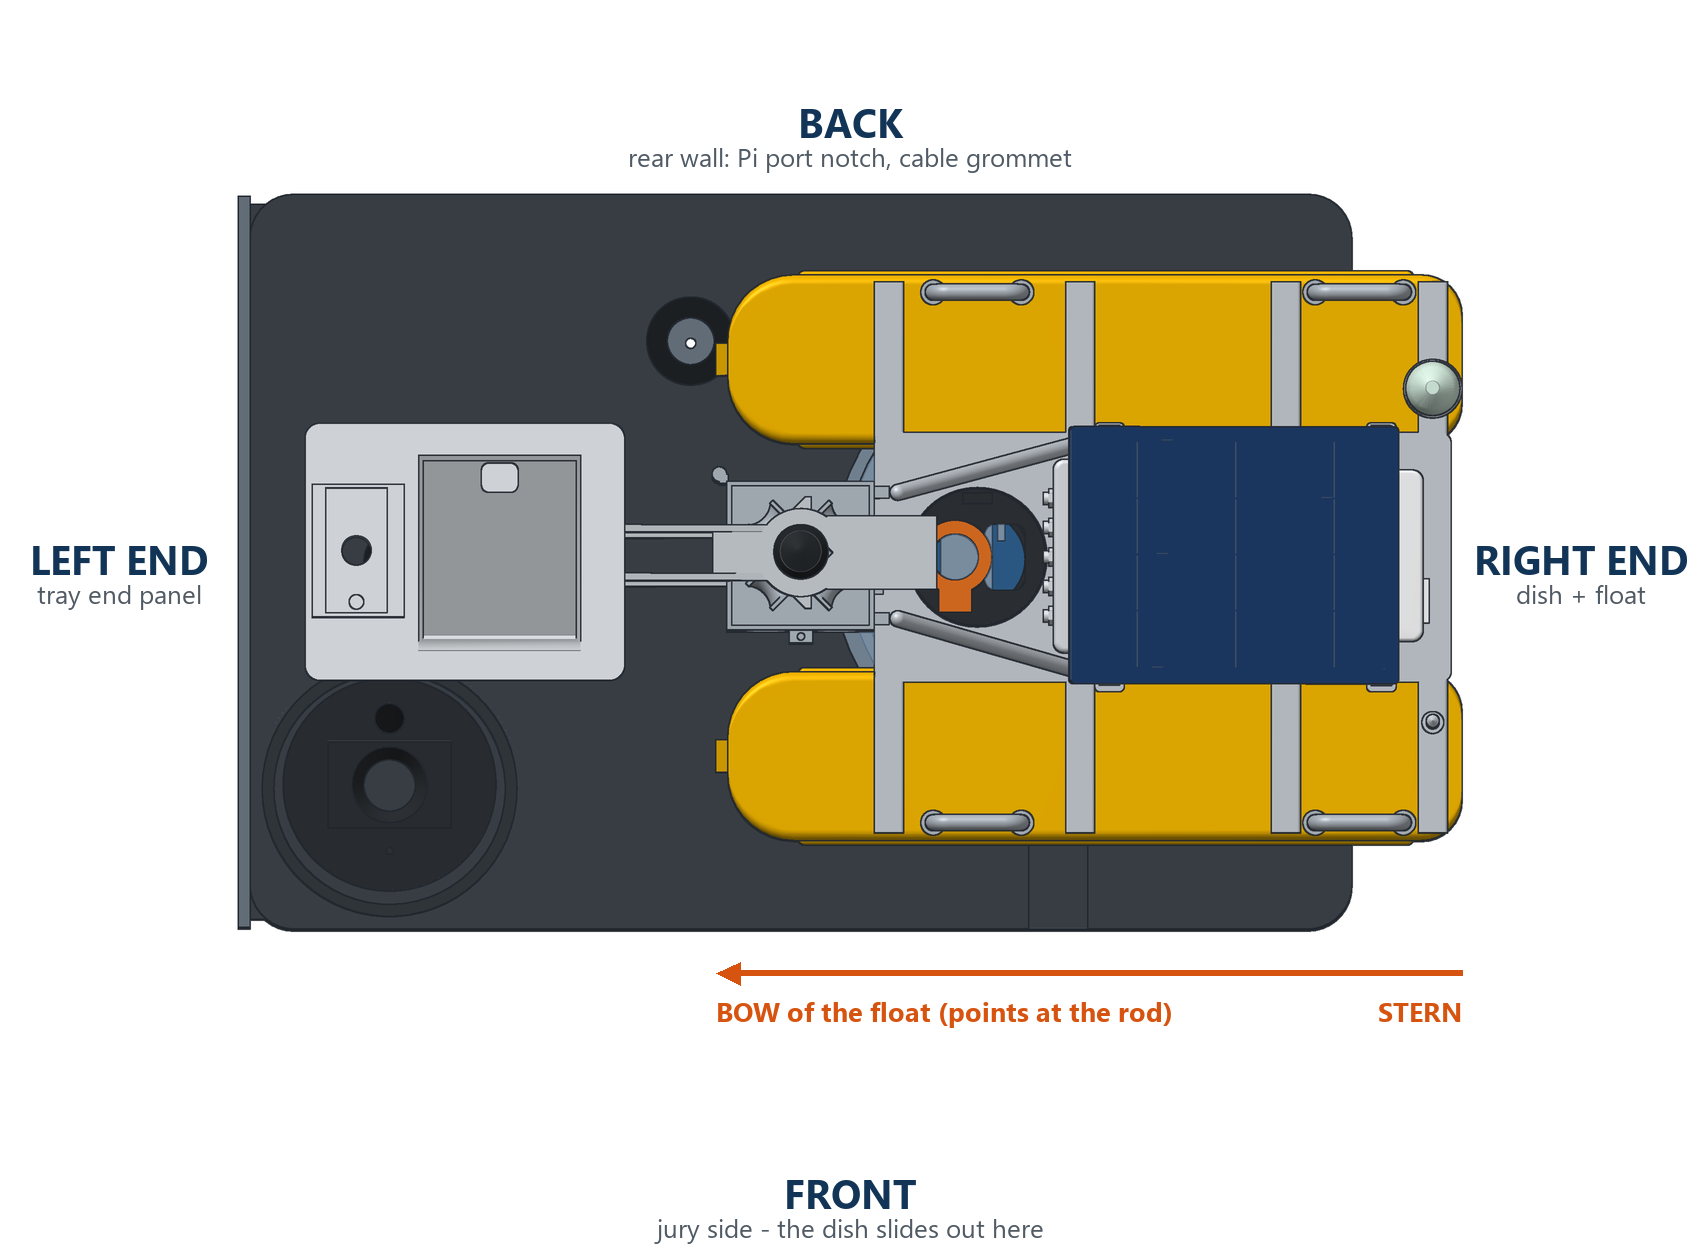 BACK
rear wall: Pi port notch, cable grommet
LEFT END
tray end panel
RIGHT END
dish + float
BOW of the float (points at the rod)
STERN
FRONT
jury side - the dish slides out here